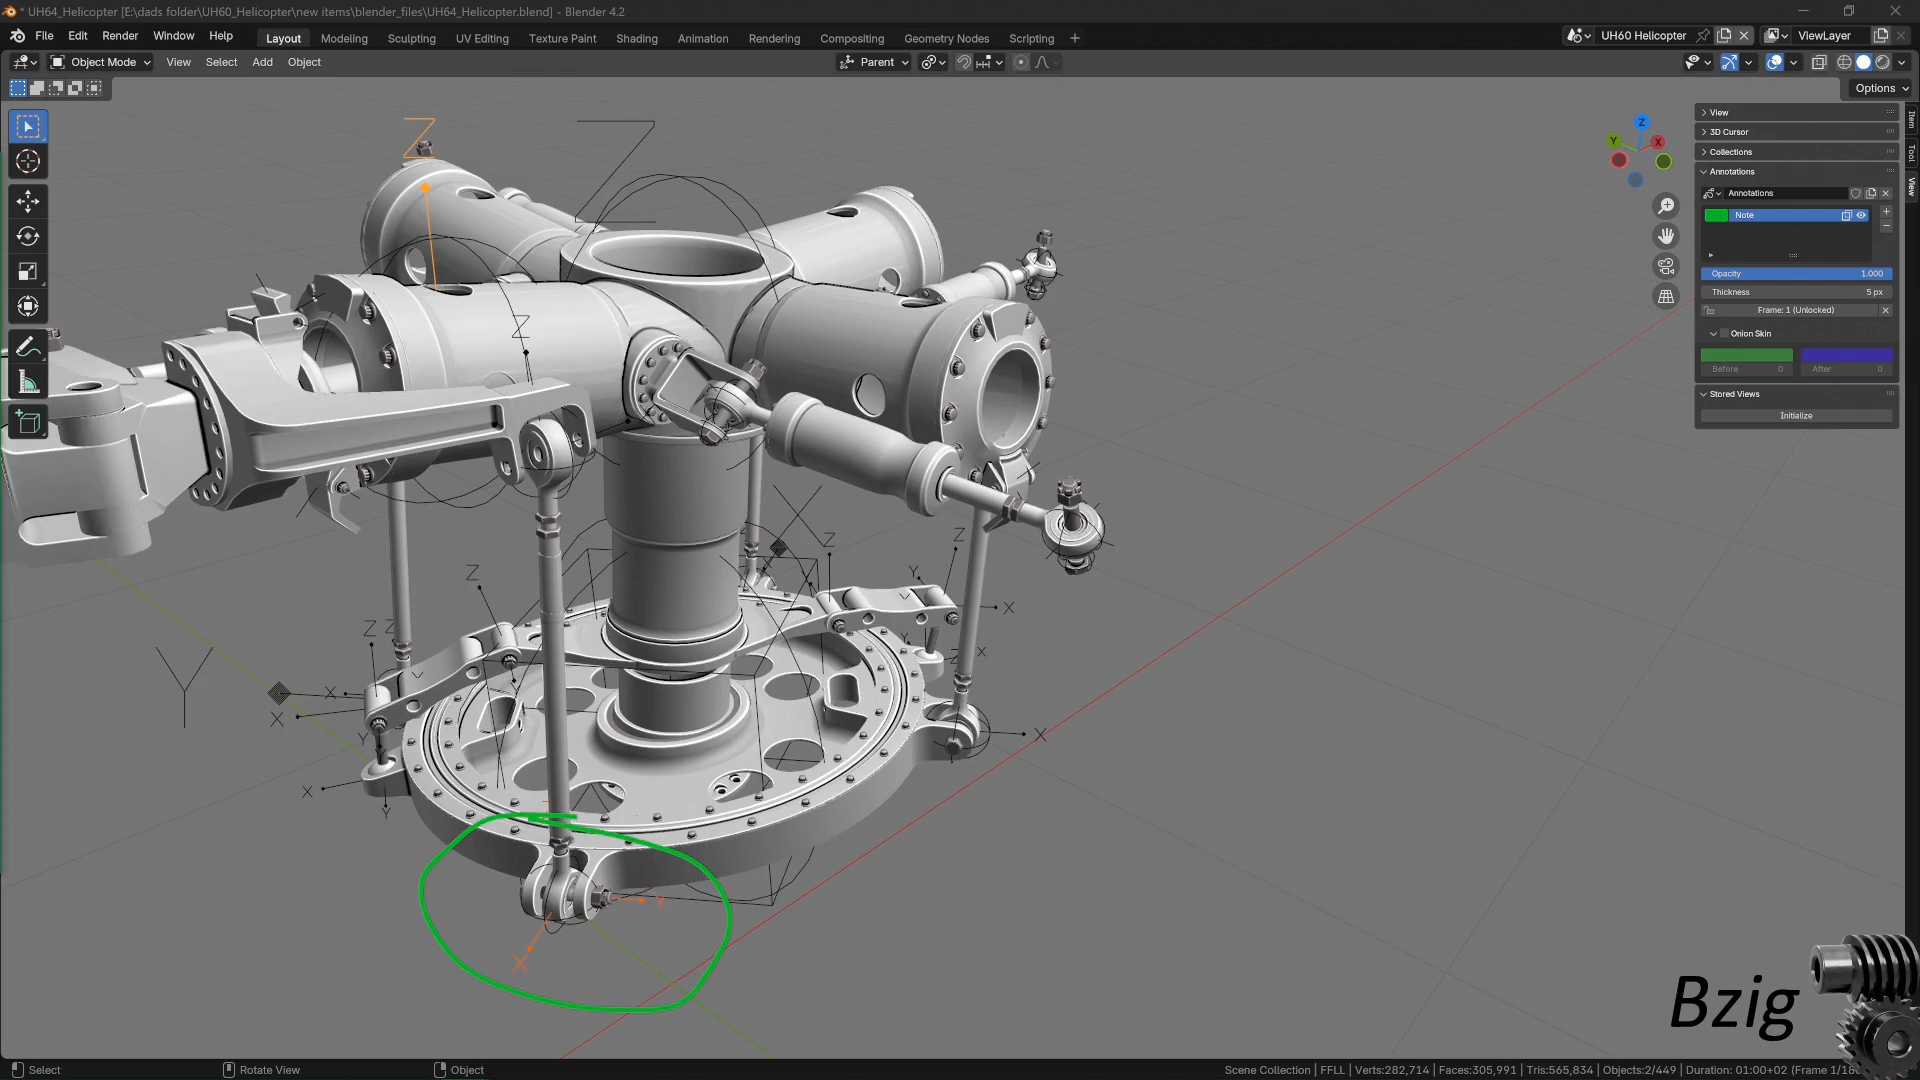 * UH64_Helicopter [E:\dads folder\UH60_Helicopter\new items\blender_files\UH64_Helicopter.blend] - Blender 4.2
File Edit Render Window Help Layout Modeling Sculpting UV Editing Texture Paint Shading Animation Rendering Compositing Geometry Nodes Scripting + UH60 Helicopter ViewLayer
Object Mode View Select Add Object Parent
Options
View
3D Cursor
Collections
Annotations
Annotations
Note
Opacity 1.000
Thickness 5 px
Frame: 1 (Unlocked)
Onion Skin
Before 0 After 0
Stored Views
Initialize
Item
Tool
View
Z
Y X
Z Z
Z
X
Z Z
Z Y
X
Z Z
Y
X
Z X
Y
X
X
Y X
X
Y
Y
X
Bzig
Select Rotate View Object Scene Collection | FFLL | Verts:282,714 | Faces:305,991 | Tris:565,834 | Objects:2/449 | Duration: 01:00+02 (Frame 1/18